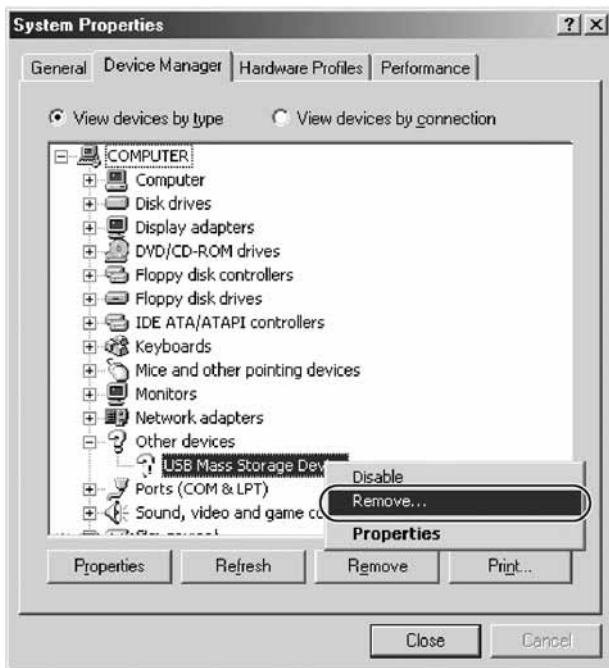 System Properties
General Device Manager Hardware Profiles Performance
View devices by type View devices by connection
COMPUTER
Computer
Disk drives
Display adapters
DVD/CD-ROM drives
Floppy disk controllers
Floppy disk drives
IDE ATA/ATAPI controllers
Keyboards
Mice and other pointing devices
Monitors
Network adapters
Other devices
USB Mass Storage Dev
Disable
Ports (COM & LPT)
Remove...
Sound, video and game co
Properties
Properties Refresh Remove Print...
Close Cancel